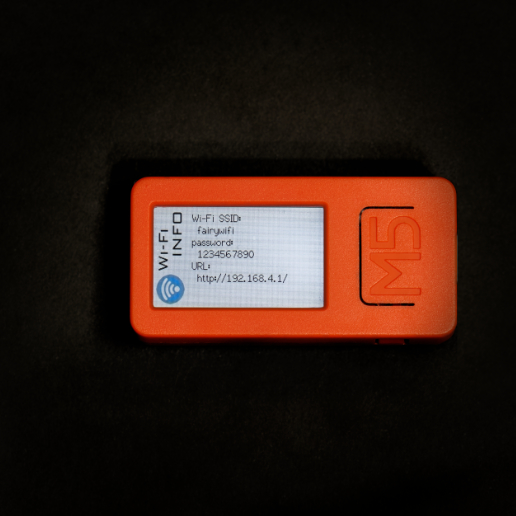 Wi-Fi
INFO
Wi-Fi SSID:
fairywifi
password:
1234567890
URL:
http://192.168.4.1/
M5